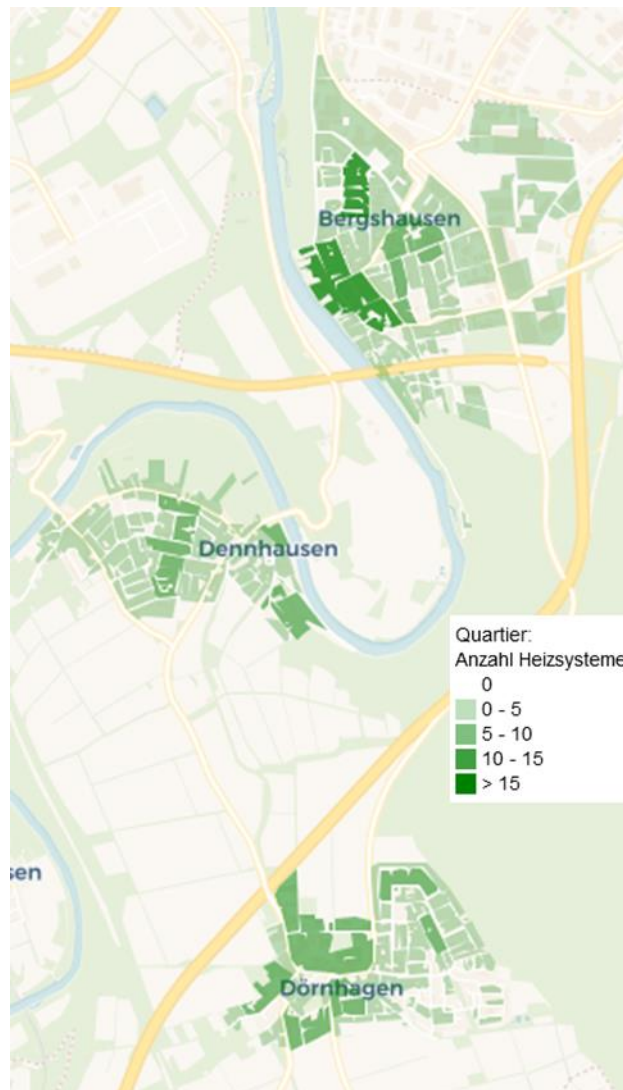 Bergshausen
Dennhausen
Quartier:
Anzahl Heizsysteme
0
0 - 5
5 - 10
10 - 15
> 15
sen
Dörnhagen